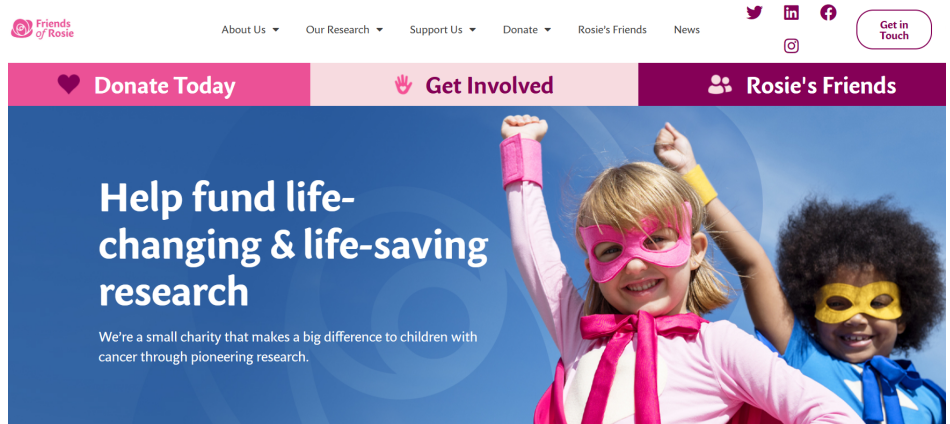 Friends
of Rosie
About Us
Our Research
Support Us
Donate
Rosie's Friends
News
Get in
Touch
Donate Today
Get Involved
Rosie's Friends
Help fund life-
changing & life-saving
research
We're a small charity that makes a big difference to children with
cancer through pioneering research.